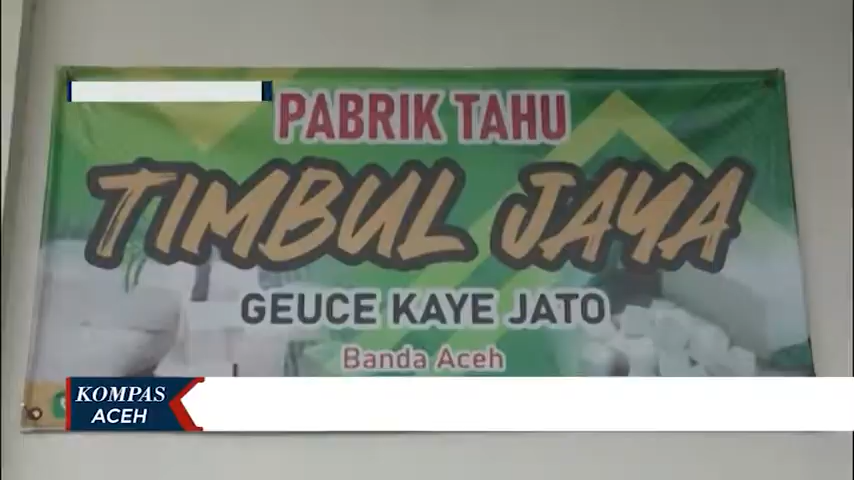 PABRIK TAHU
TIMBUL JAYA
GEUCE KAYE JATO
Banda Aceh
KOMPAS
ACEH